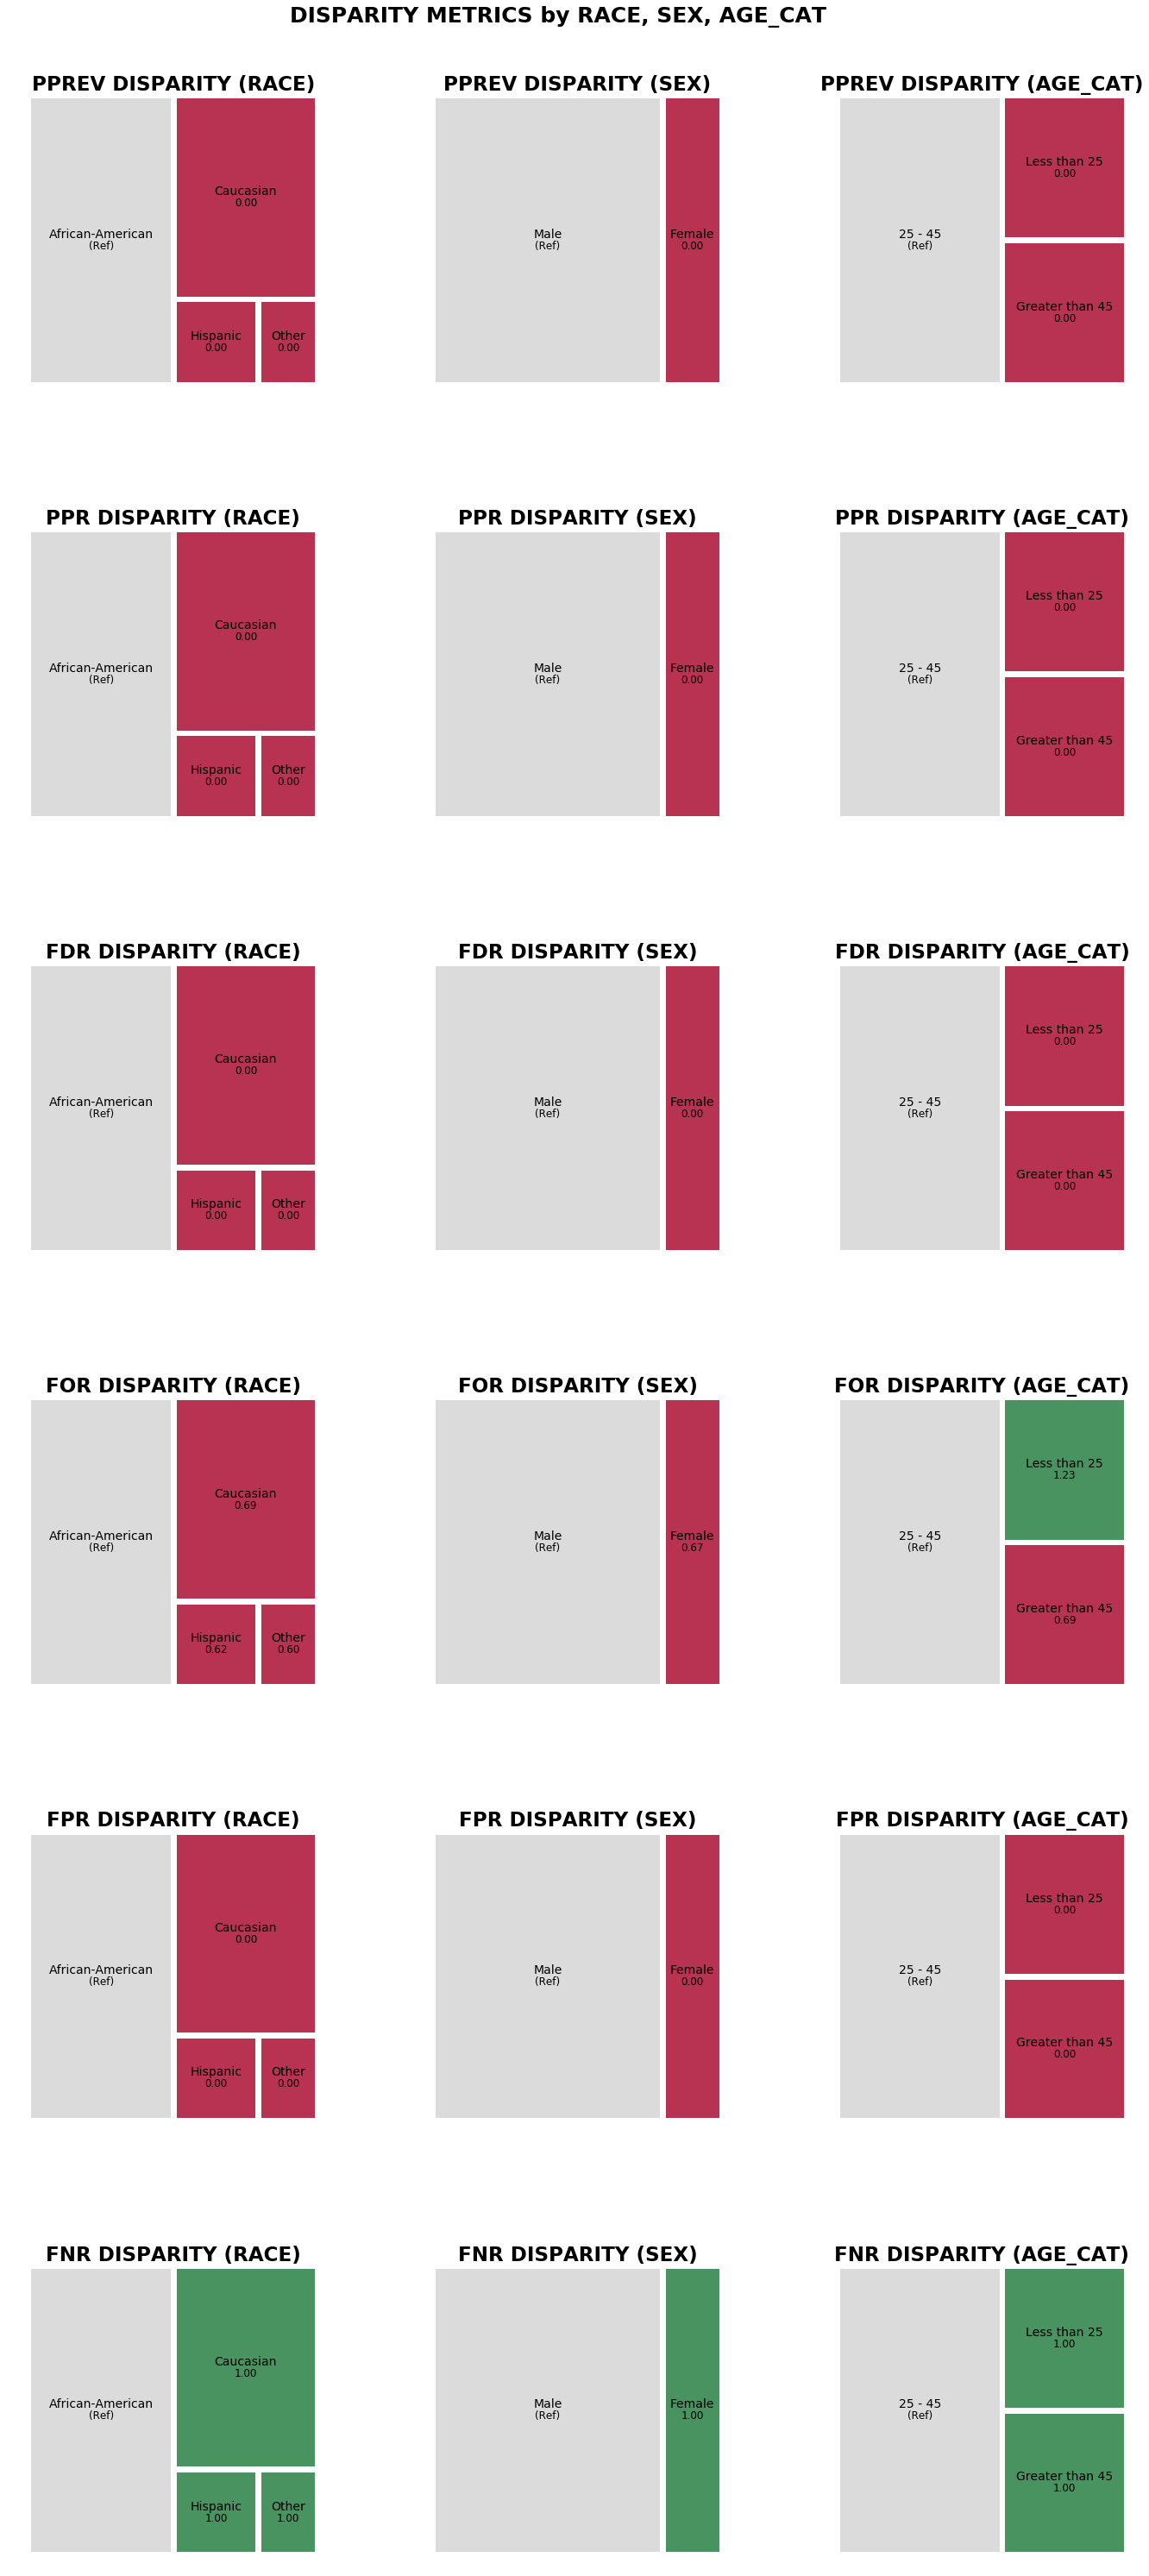 DISPARITY METRICS by RACE, SEX, AGE_CAT
PPREV DISPARITY (RACE)
African-American
(Ref)
Caucasian
0.00
Hispanic
0.00
Other
0.00
PPREV DISPARITY (SEX)
Male
(Ref)
Female
0.00
PPREV DISPARITY (AGE_CAT)
25 - 45
(Ref)
Less than 25
0.00
Greater than 45
0.00
PPR DISPARITY (RACE)
African-American
(Ref)
Caucasian
0.00
Hispanic
0.00
Other
0.00
PPR DISPARITY (SEX)
Male
(Ref)
Female
0.00
PPR DISPARITY (AGE_CAT)
25 - 45
(Ref)
Less than 25
0.00
Greater than 45
0.00
FDR DISPARITY (RACE)
African-American
(Ref)
Caucasian
0.00
Hispanic
0.00
Other
0.00
FDR DISPARITY (SEX)
Male
(Ref)
Female
0.00
FDR DISPARITY (AGE_CAT)
25 - 45
(Ref)
Less than 25
0.00
Greater than 45
0.00
FOR DISPARITY (RACE)
African-American
(Ref)
Caucasian
0.69
Hispanic
0.62
Other
0.60
FOR DISPARITY (SEX)
Male
(Ref)
Female
0.67
FOR DISPARITY (AGE_CAT)
25 - 45
(Ref)
Less than 25
1.23
Greater than 45
0.69
FPR DISPARITY (RACE)
African-American
(Ref)
Caucasian
0.00
Hispanic
0.00
Other
0.00
FPR DISPARITY (SEX)
Male
(Ref)
Female
0.00
FPR DISPARITY (AGE_CAT)
25 - 45
(Ref)
Less than 25
0.00
Greater than 45
0.00
FNR DISPARITY (RACE)
African-American
(Ref)
Caucasian
1.00
Hispanic
1.00
Other
1.00
FNR DISPARITY (SEX)
Male
(Ref)
Female
1.00
FNR DISPARITY (AGE_CAT)
25 - 45
(Ref)
Less than 25
1.00
Greater than 45
1.00